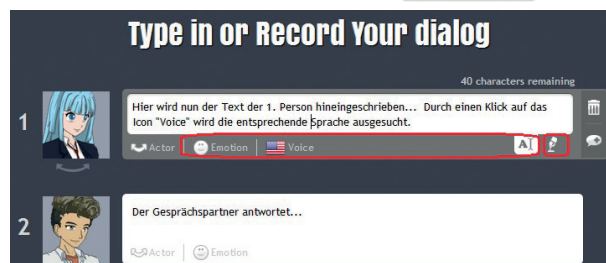 Type in or Record Your dialog
40 characters remaining
1
Hier wird nun der Text der 1. Person hineingeschrieben... Durch einen Klick auf das
Icon "Voice" wird die entsprechende Sprache ausgesucht.
Actor Emotion Voice A
2
Der Gesprächspartner antwortet...
Actor Emotion